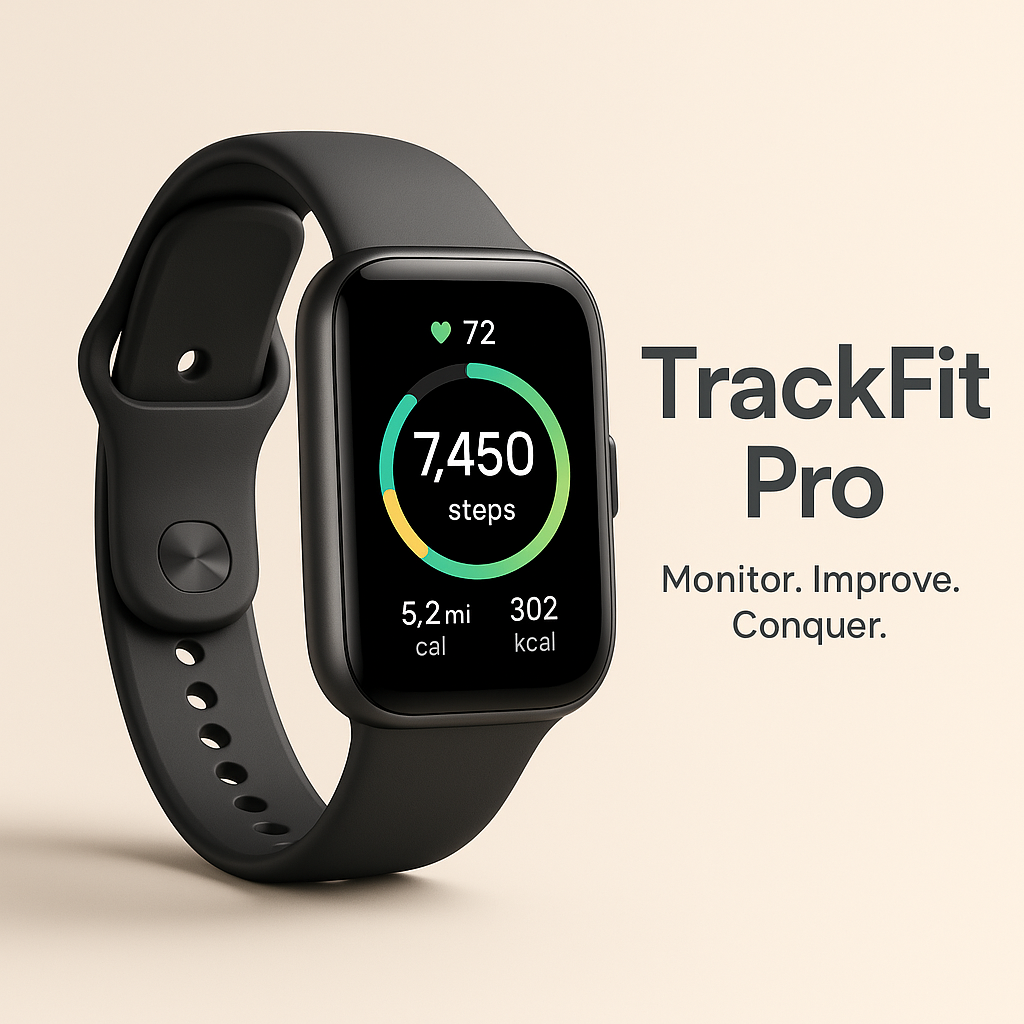 72
7,450
steps
5,2 mi 302
cal kcal
TrackFit
Pro
Monitor. Improve.
Conquer.